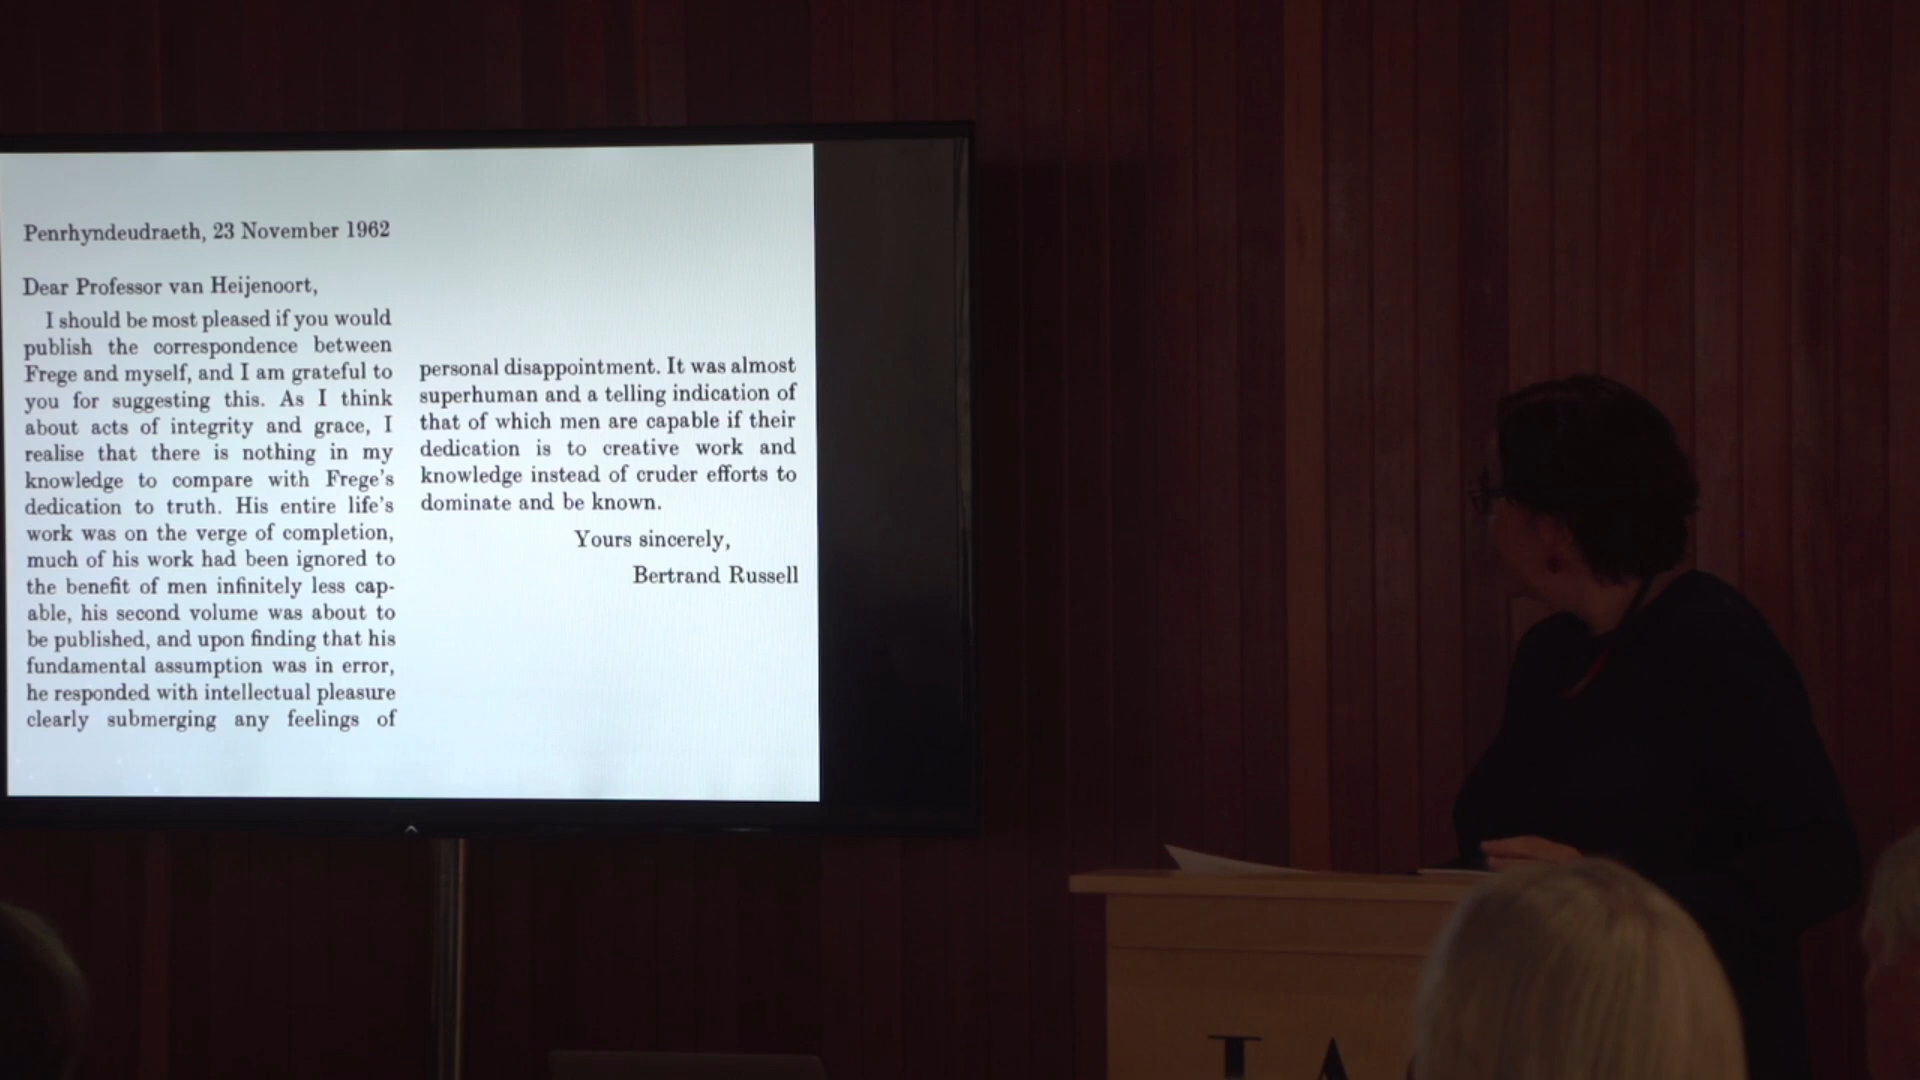 Penrhyndeudraeth, 23 November 1962
Dear Professor van Heijenoort,
I should be most pleased if you would
publish the correspondence between
Frege and myself, and I am grateful to
you for suggesting this. As I think
about acts of integrity and grace, I
realise that there is nothing in my
knowledge to compare with Frege's
dedication to truth. His entire life's
work was on the verge of completion,
much of his work had been ignored to
the benefit of men infinitely less cap-
able, his second volume was about to
be published, and upon finding that his
fundamental assumption was in error,
he responded with intellectual pleasure
clearly submerging any feelings of
personal disappointment. It was almost
superhuman and a telling indication of
that of which men are capable if their
dedication is to creative work and
knowledge instead of cruder efforts to
dominate and be known.
Yours sincerely,
Bertrand Russell